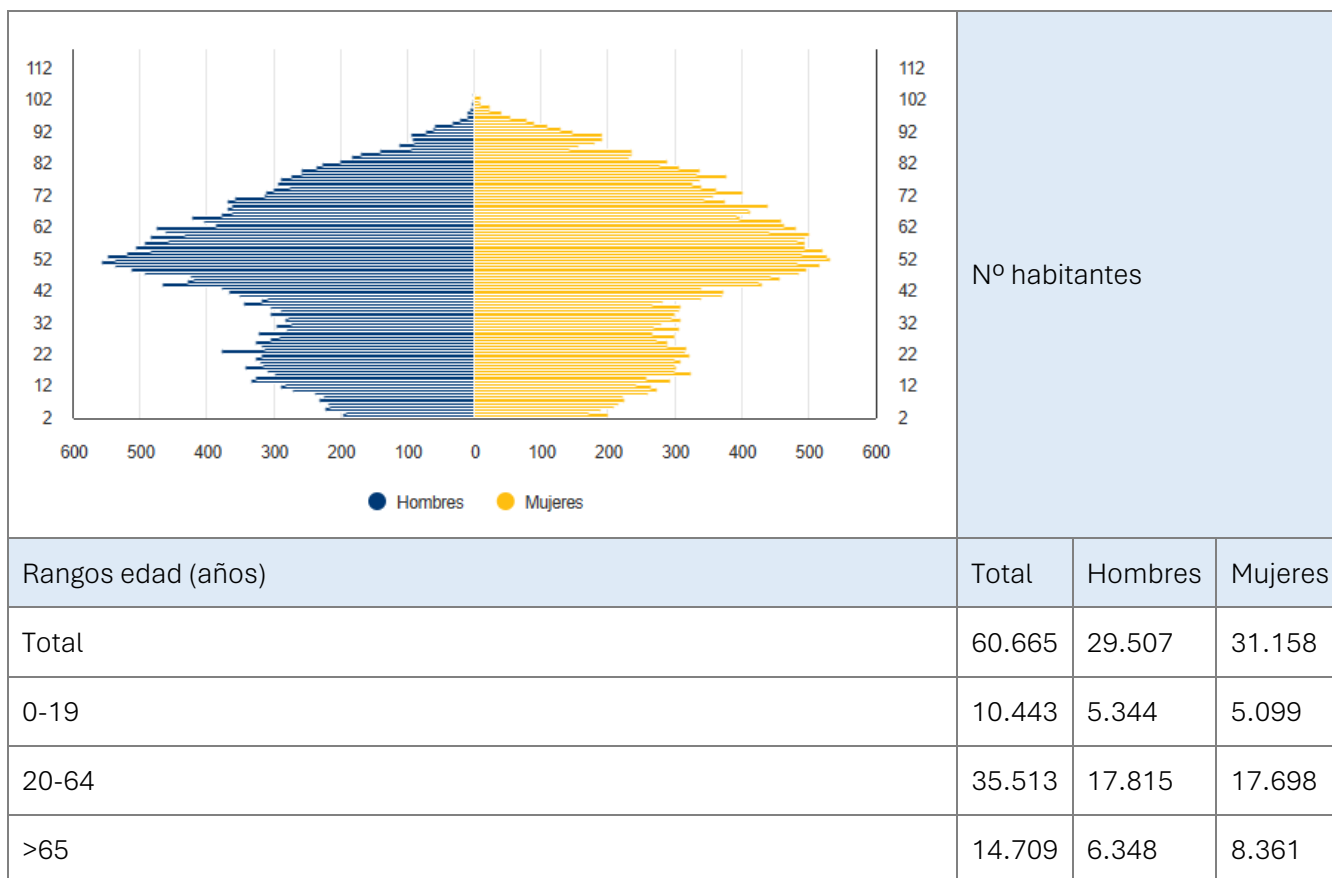 112 112
102 102
92 92
82 82
72 72
62 62
52 52
42 42
32 32
22 22
12 12
2 2
600 500 400 300 200 100 0 100 200 300 400 500 600
Hombres Mujeres
Nº habitantes
Rangos edad (años) Total Hombres Mujeres
Total 60.665 29.507 31.158
0-19 10.443 5.344 5.099
20-64 35.513 17.815 17.698
>65 14.709 6.348 8.361